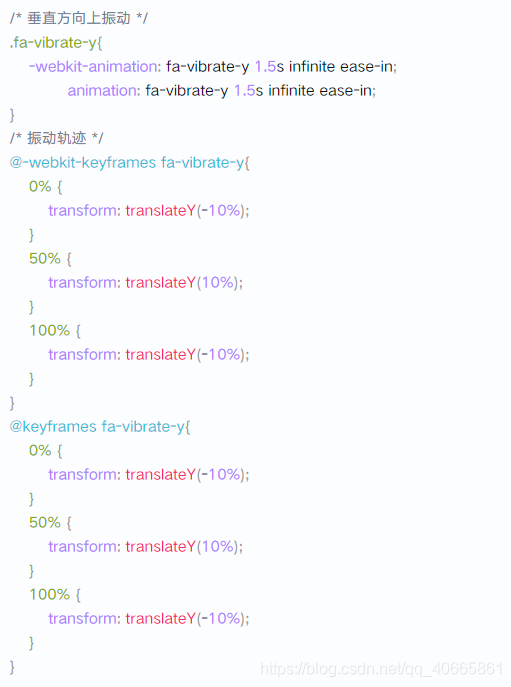 /* 垂直方向上振动 */
.fa-vibrate-y{
-webkit-animation: fa-vibrate-y 1.5s infinite ease-in;
animation: fa-vibrate-y 1.5s infinite ease-in;
}
/* 振动轨迹 */
@-webkit-keyframes fa-vibrate-y{
0% {
transform: translateY(-10%);
}
50% {
transform: translateY(10%);
}
100% {
transform: translateY(-10%);
}
}
@keyframes fa-vibrate-y{
0% {
transform: translateY(-10%);
}
50% {
transform: translateY(10%);
}
100% {
transform: translateY(-10%);
}
}
https://blog.csdn.net/qq_40665861